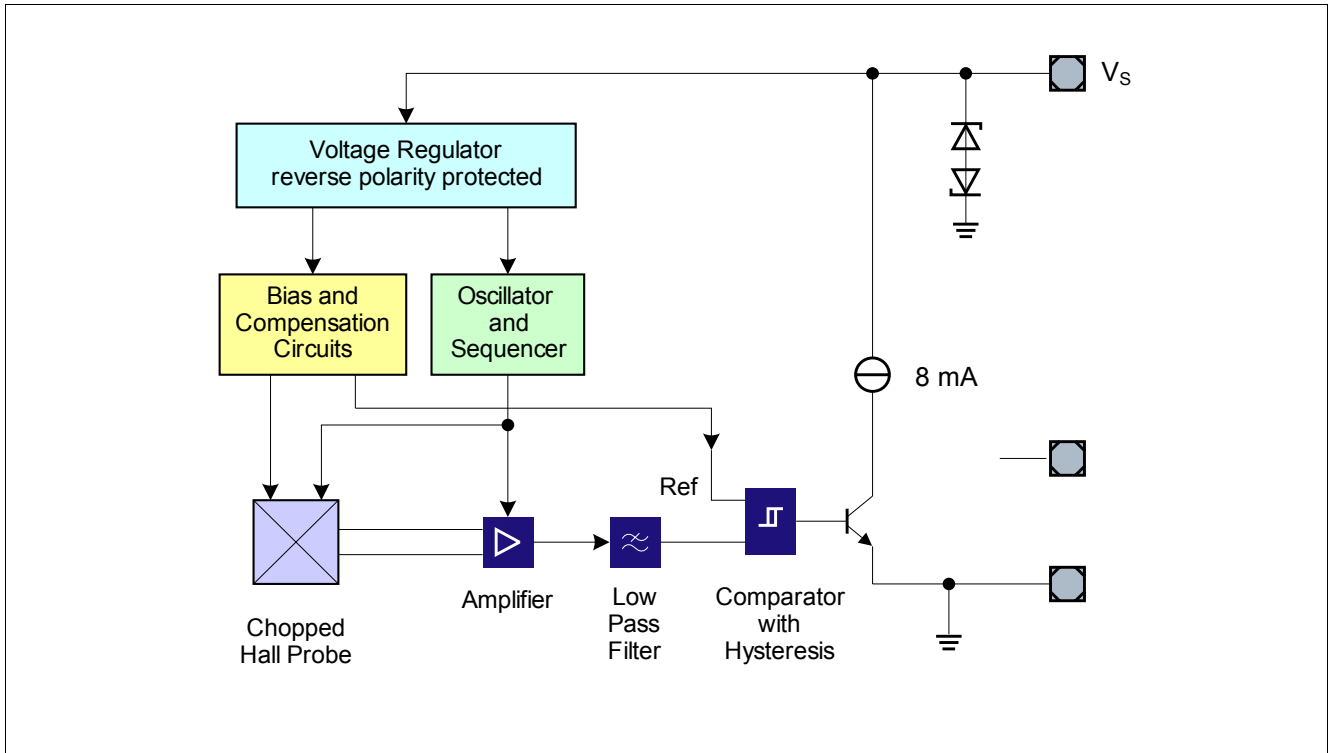 V_S
Voltage Regulator
reverse polarity protected
Bias and
Compensation
Circuits
Oscillator
and
Sequencer
8 mA
Ref
Amplifier
Low
Pass
Filter
Comparator
with
Hysteresis
Chopped
Hall Probe